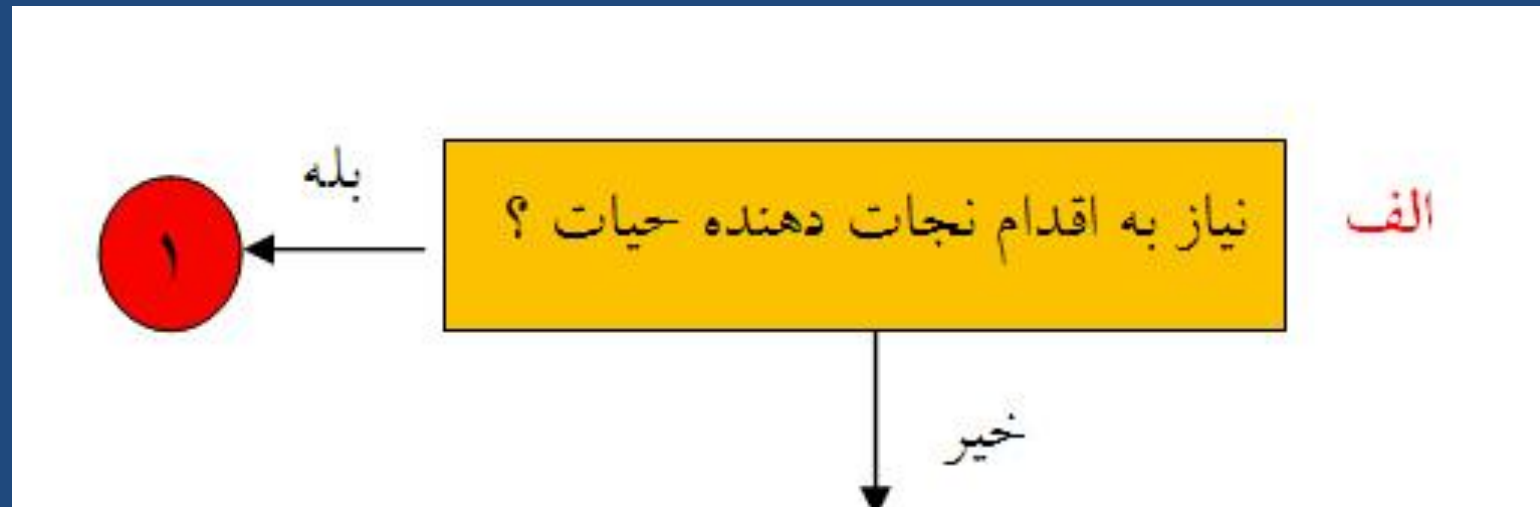 الف
نیاز به اقدام نجات دهنده حیات ؟
بله
۱
خیر